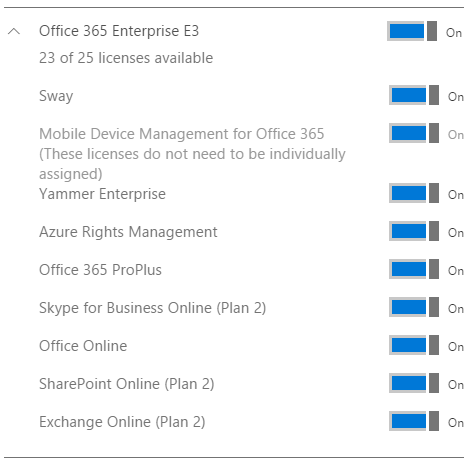 Office 365 Enterprise E3 On
23 of 25 licenses available
Sway On
Mobile Device Management for Office 365 On
(These licenses do not need to be individually
assigned)
Yammer Enterprise On
Azure Rights Management On
Office 365 ProPlus On
Skype for Business Online (Plan 2) On
Office Online On
SharePoint Online (Plan 2) On
Exchange Online (Plan 2) On